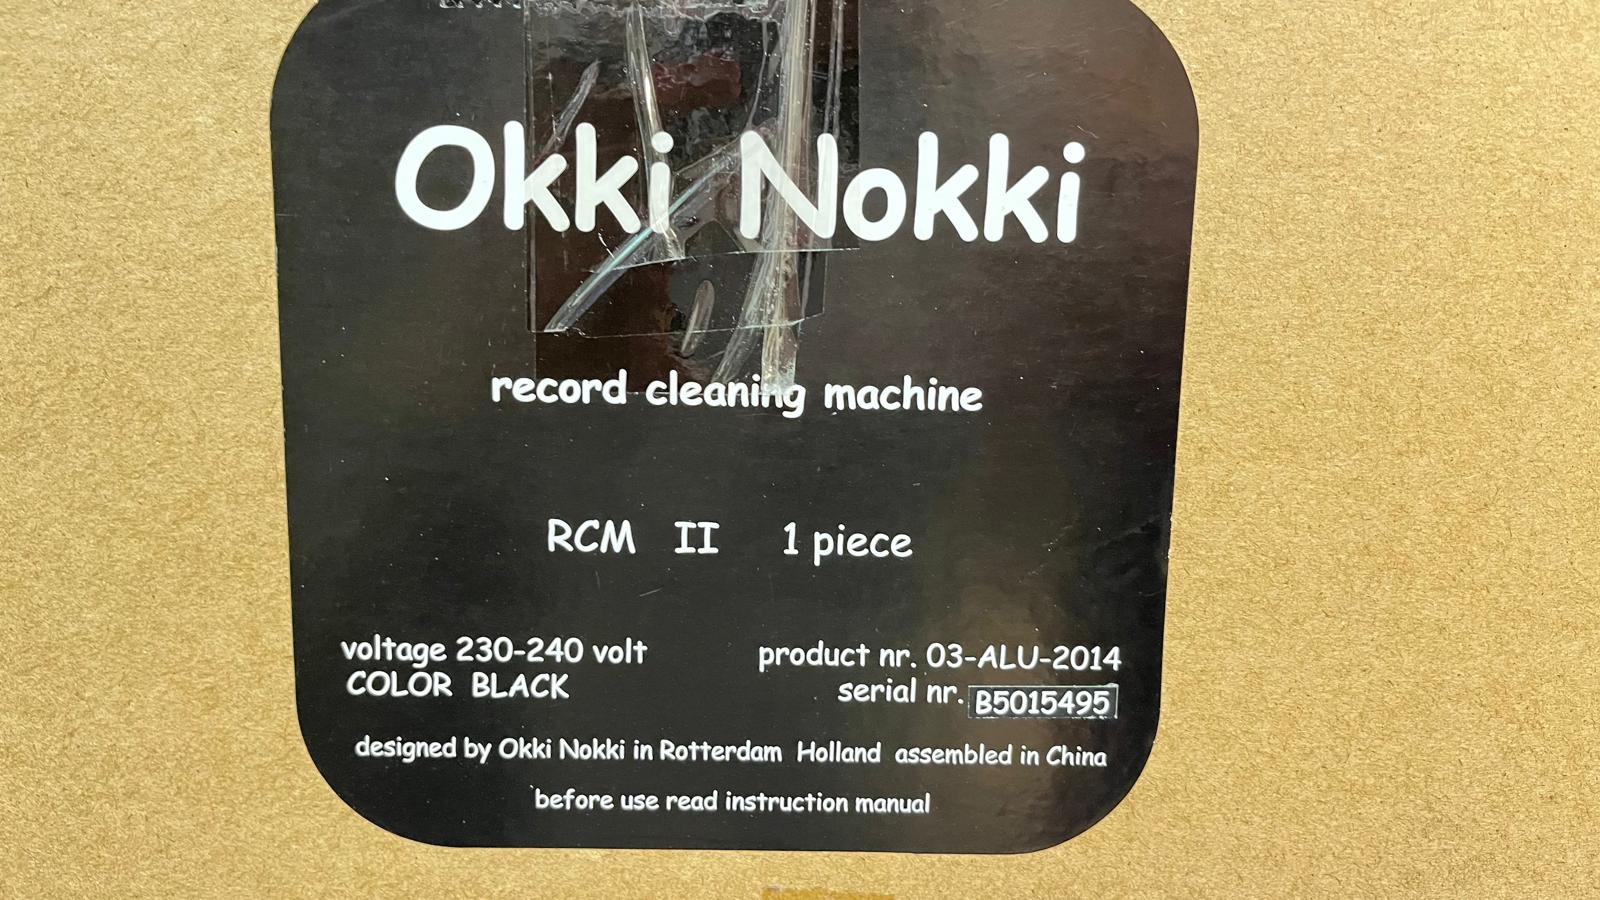 Okki Nokki
record cleaning machine
RCM II 1 piece
voltage 230-240 volt
COLOR BLACK
product nr. 03-ALU-2014
serial nr. B5015495
designed by Okki Nokki in Rotterdam Holland assembled in China
before use read instruction manual